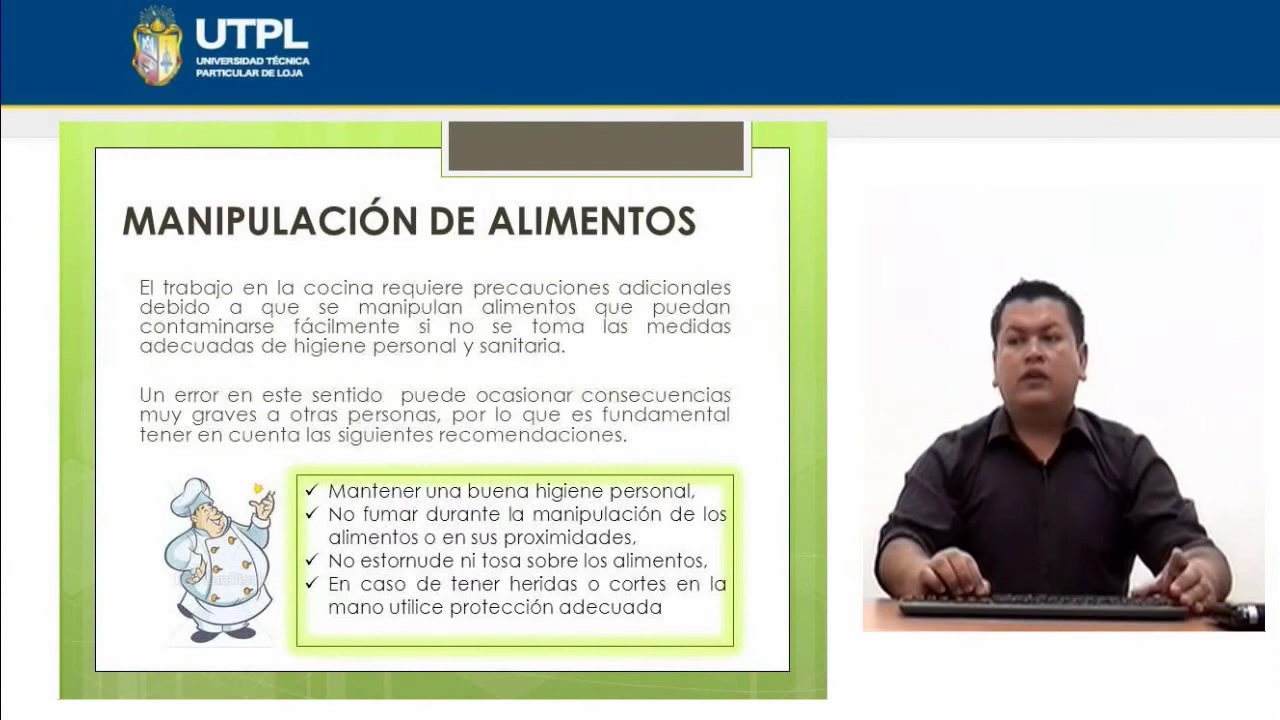 UTPL
UNIVERSIDAD TÉCNICA
PARTICULAR DE LOJA
MANIPULACIÓN DE ALIMENTOS
El trabajo en la cocina requiere precauciones adicionales
debido a que se manipulan alimentos que puedan
contaminarse fácilmente si no se toma las medidas
adecuadas de higiene personal y sanitaria.
Un error en este sentido puede ocasionar consecuencias
muy graves a otras personas, por lo que es fundamental
tener en cuenta las siguientes recomendaciones.
✓ Mantener una buena higiene personal,
✓ No fumar durante la manipulación de los
alimentos o en sus proximidades,
✓ No estornude ni tosa sobre los alimentos,
✓ En caso de tener heridas o cortes en la
mano utilice protección adecuada